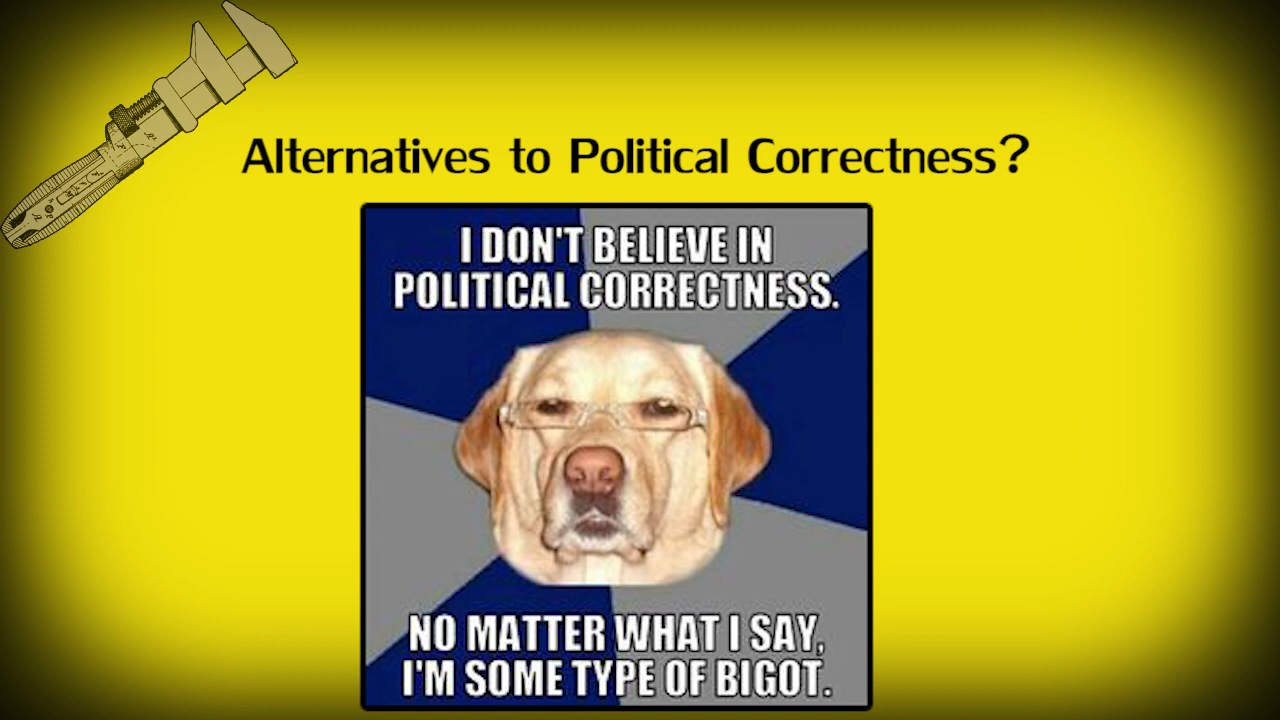 Alternatives to Political Correctness?
I DON'T BELIEVE IN
POLITICAL CORRECTNESS.
NO MATTER WHAT I SAY,
I'M SOME TYPE OF BIGOT.